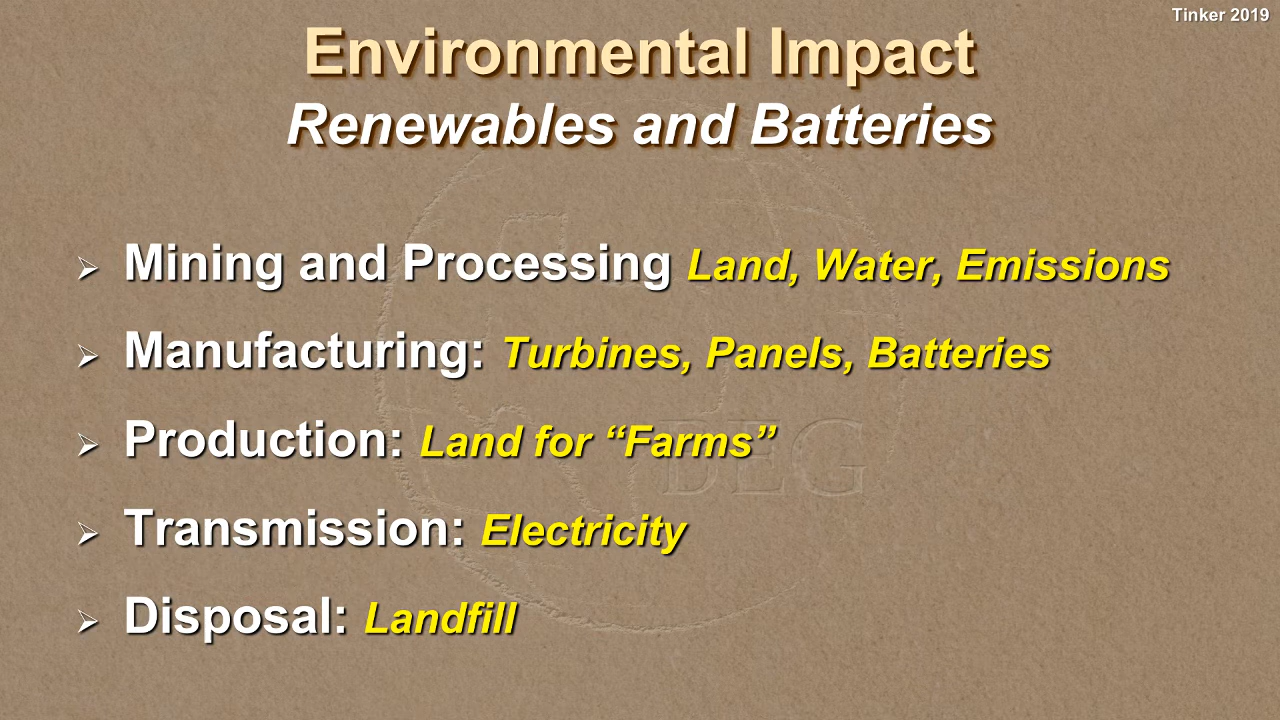 Tinker 2019
Environmental Impact
Renewables and Batteries
Mining and Processing Land, Water, Emissions
Manufacturing: Turbines, Panels, Batteries
Production: Land for “Farms”
Transmission: Electricity
Disposal: Landfill
BEG